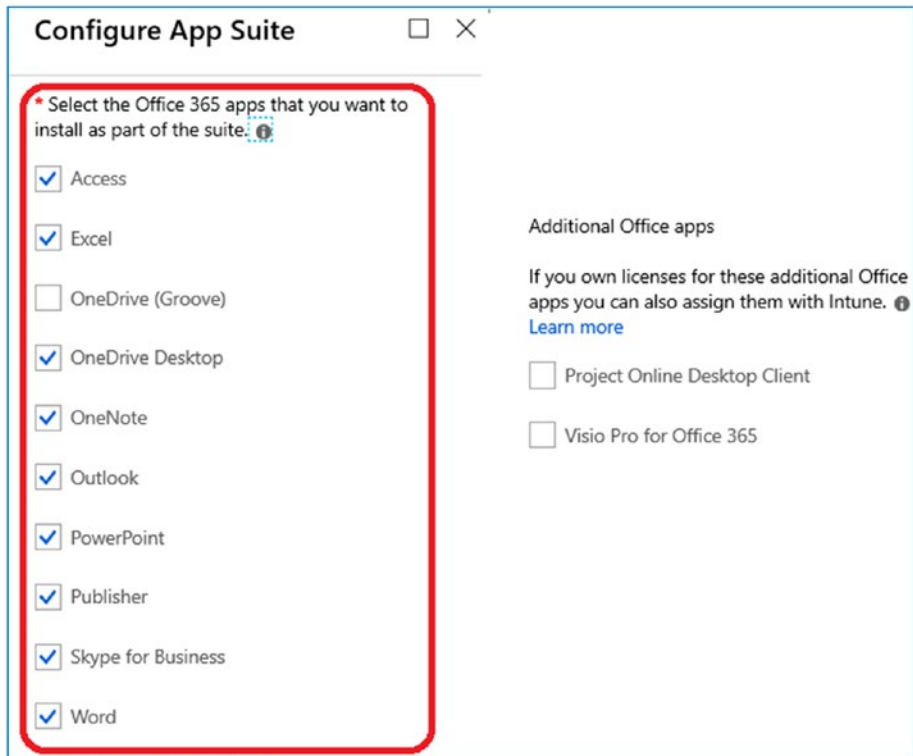 Configure App Suite
* Select the Office 365 apps that you want to
install as part of the suite.
Access
Excel
OneDrive (Groove)
OneDrive Desktop
OneNote
Outlook
PowerPoint
Publisher
Skype for Business
Word
Additional Office apps
If you own licenses for these additional Office
apps you can also assign them with Intune.
Learn more
Project Online Desktop Client
Visio Pro for Office 365